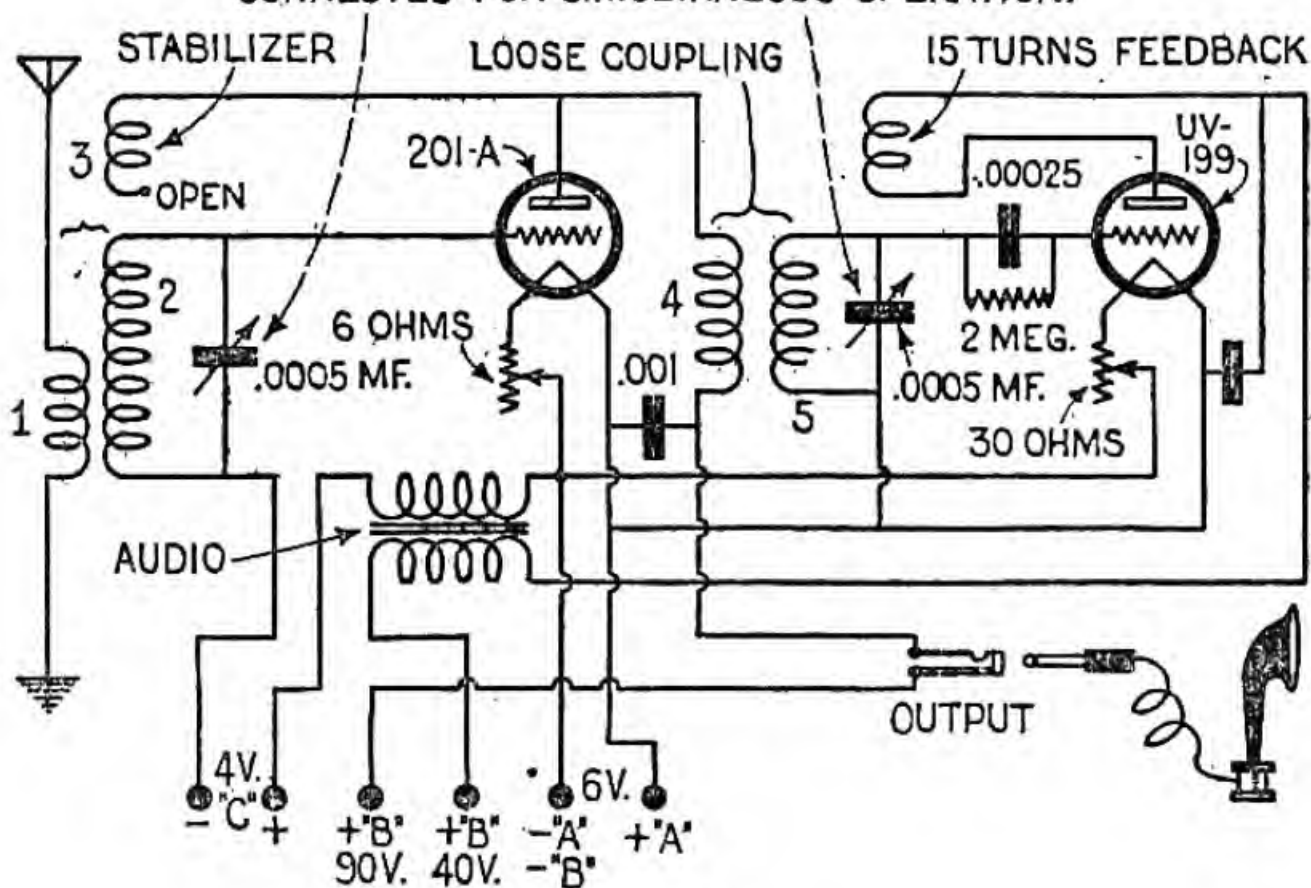 STABILIZER
LOOSE COUPLING
15 TURNS FEEDBACK
3
OPEN
201-A
UV-
199
.00025
2
4
6 OHMS
.0005 MF.
.001
2 MEG.
5
.0005 MF.
1
30 OHMS
AUDIO
OUTPUT
4V.
"C"
- +
6V.
+"B"
90V.
+"B"
40V.
-"A"
-"B"
+"A"